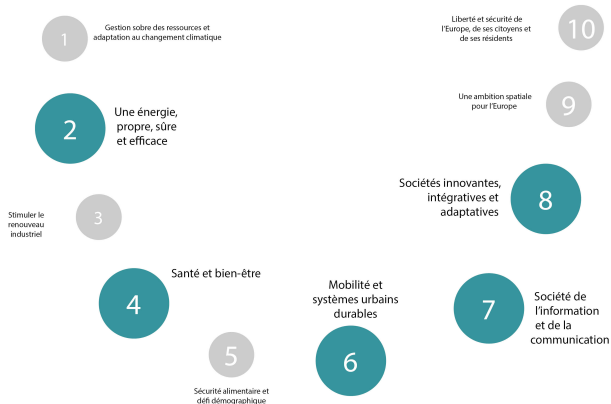 1
Gestion sobre des ressources et
adaptation au changement climatique
2
Une énergie,
propre, sûre
et efficace
3
Stimuler le
renouveau
industriel
4
Santé et bien-être
5
Sécurité alimentaire et
défi démographique
6
Mobilité et
systèmes urbains
durables
7
Société de
l'information
et de la
communication
8
Sociétés innovantes,
intégratives et
adaptatives
9
Une ambition spatiale
pour l'Europe
10
Liberté et sécurité de
l'Europe, de ses citoyens et
de ses résidents